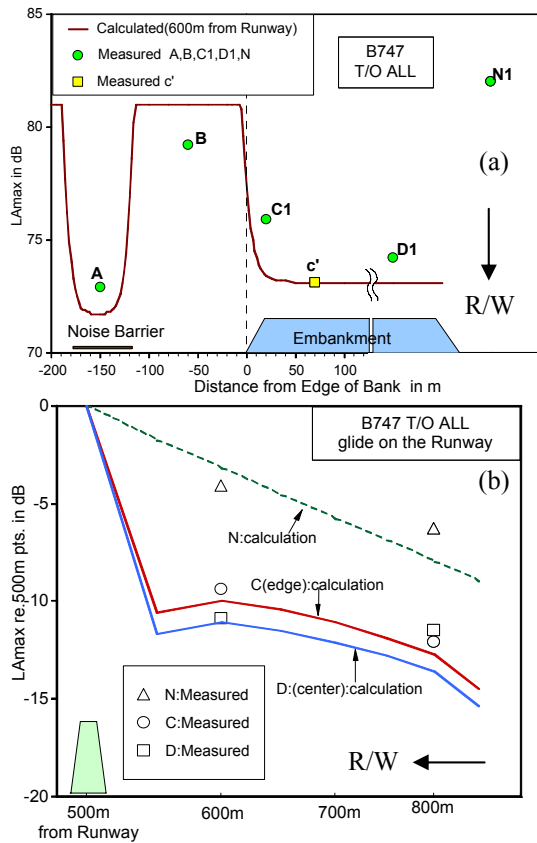 85
80
75
70
LAmax in dB
Calculated(600m from Runway)
Measured A,B,C1,D1,N
Measured c'
B747
T/O ALL
N1
(a)
B
C1
D1
A
c'
R/W
Noise Barrier
Embankment
-200 -150 -100 -50 0 50 100
Distance from Edge of Bank in m
0
-5
-10
-15
-20
LAmax re.500m pts. in dB
B747 T/O ALL
glide on the Runway
(b)
N:calculation
C(edge):calculation
D:(center):calculation
N:Measured
C:Measured
D:Measured
R/W
500m 600m 700m 800m
from Runway